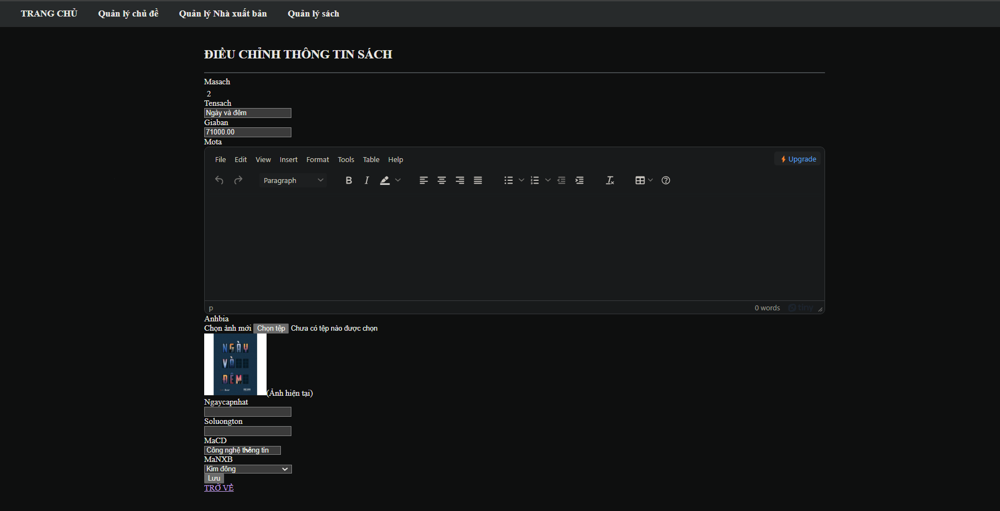 TRANG CHỦ Quản lý chủ đề Quản lý Nhà xuất bản Quản lý sách
ĐIỀU CHỈNH THÔNG TIN SÁCH
Masach
2
Tensach
Ngày và đêm
Giaban
71000.00
Mota
File Edit View Insert Format Tools Table Help Upgrade
Paragraph
p 0 words tiny
Anhbia
Chọn ảnh mới Chọn tệp Chưa có tệp nào được chọn
NGÀY
VÒ
ĐÊM
(Ảnh hiện tại)
Ngaycapnhat
Soluongton
MaCD
Công nghệ thông tin
MaNXB
Kim đồng
Lưu
TRỞ VỀ